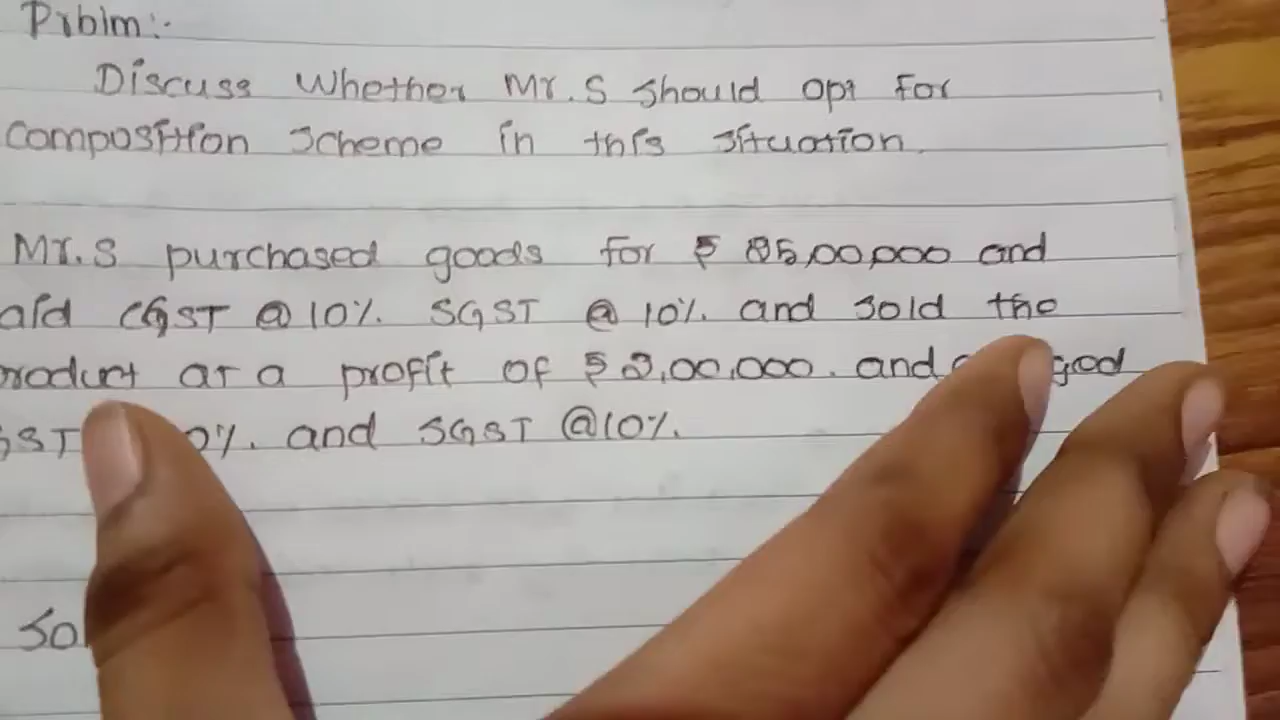 Prblm:-
Discuss Whether Mr.S should opt for
composition scheme in this situation.
Mr.S purchased goods for ₹ 85,00,000 and
aid CGST @ 10%. SGST @ 10%. and sold the
roduct at a profit of ₹ 2,00,000. and
GST 0%. and SGST @10%.
So